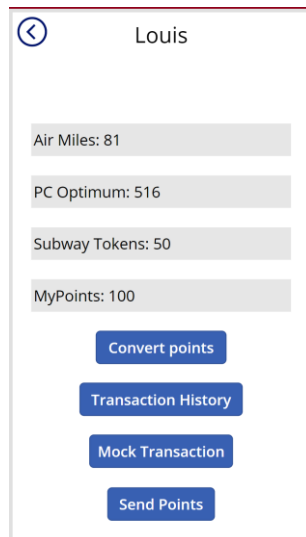 Louis
Air Miles: 81
PC Optimum: 516
Subway Tokens: 50
MyPoints: 100
Convert points
Transaction History
Mock Transaction
Send Points